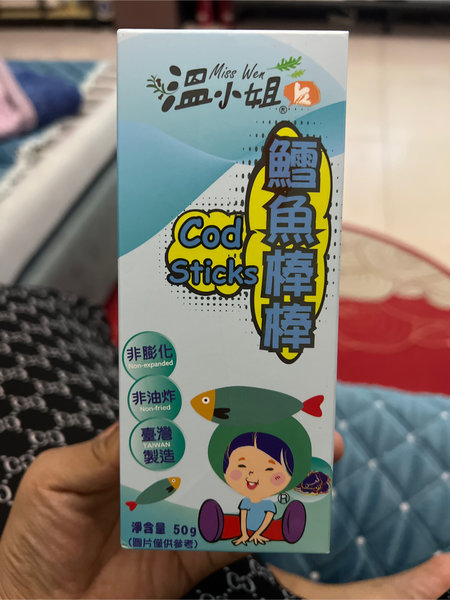 Miss Wen
溫小姐®
鱈魚棒棒
Cod
Sticks
非膨化
Non-expanded
非油炸
Non-fried
臺灣
TAIWAN
製造
H
淨含量 50g
(圖片僅供參考)